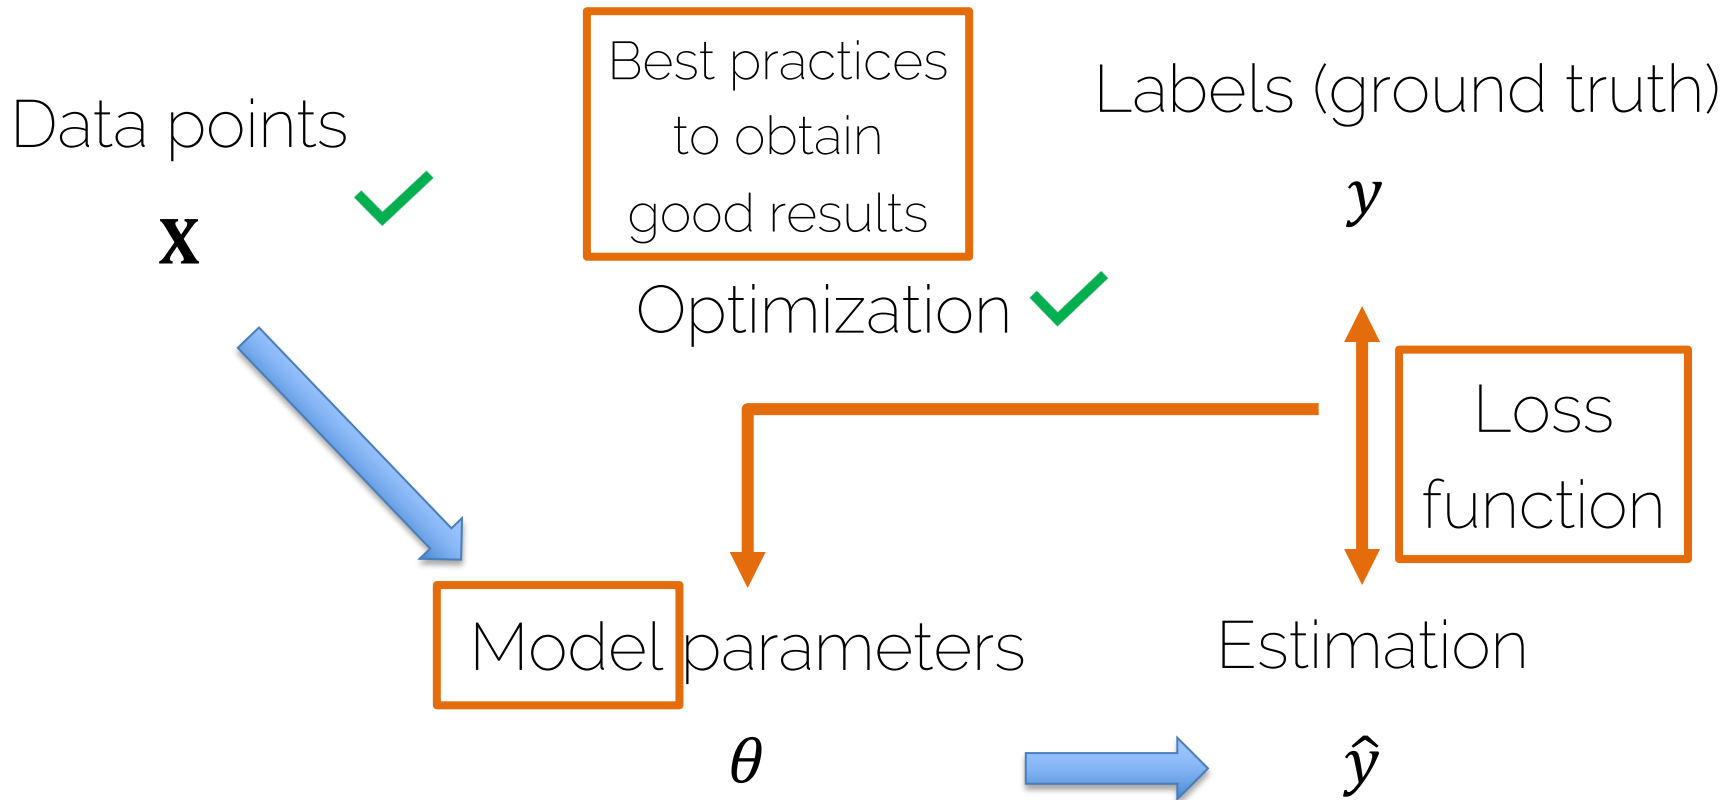 Data points
x
Best practices
to obtain
good results
Optimization
Labels (ground truth)
y
Loss
function
Model parameters
θ
Estimation
ŷ